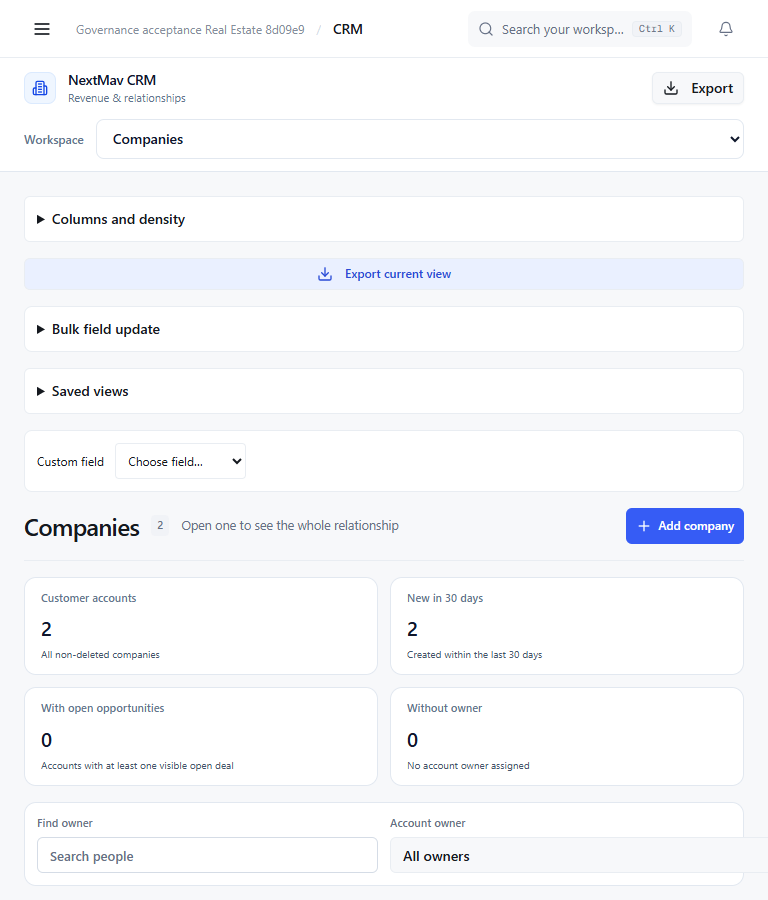 Governance acceptance Real Estate 8d09e9 / CRM
Search your worksp... Ctrl K
NextMav CRM
Revenue & relationships
Export
Workspace Companies
Columns and density
Export current view
Bulk field update
Saved views
Custom field Choose field...
Companies 2 Open one to see the whole relationship
Add company
Customer accounts
2
All non-deleted companies
New in 30 days
2
Created within the last 30 days
With open opportunities
0
Accounts with at least one visible open deal
Without owner
0
No account owner assigned
Find owner
Search people
Account owner
All owners